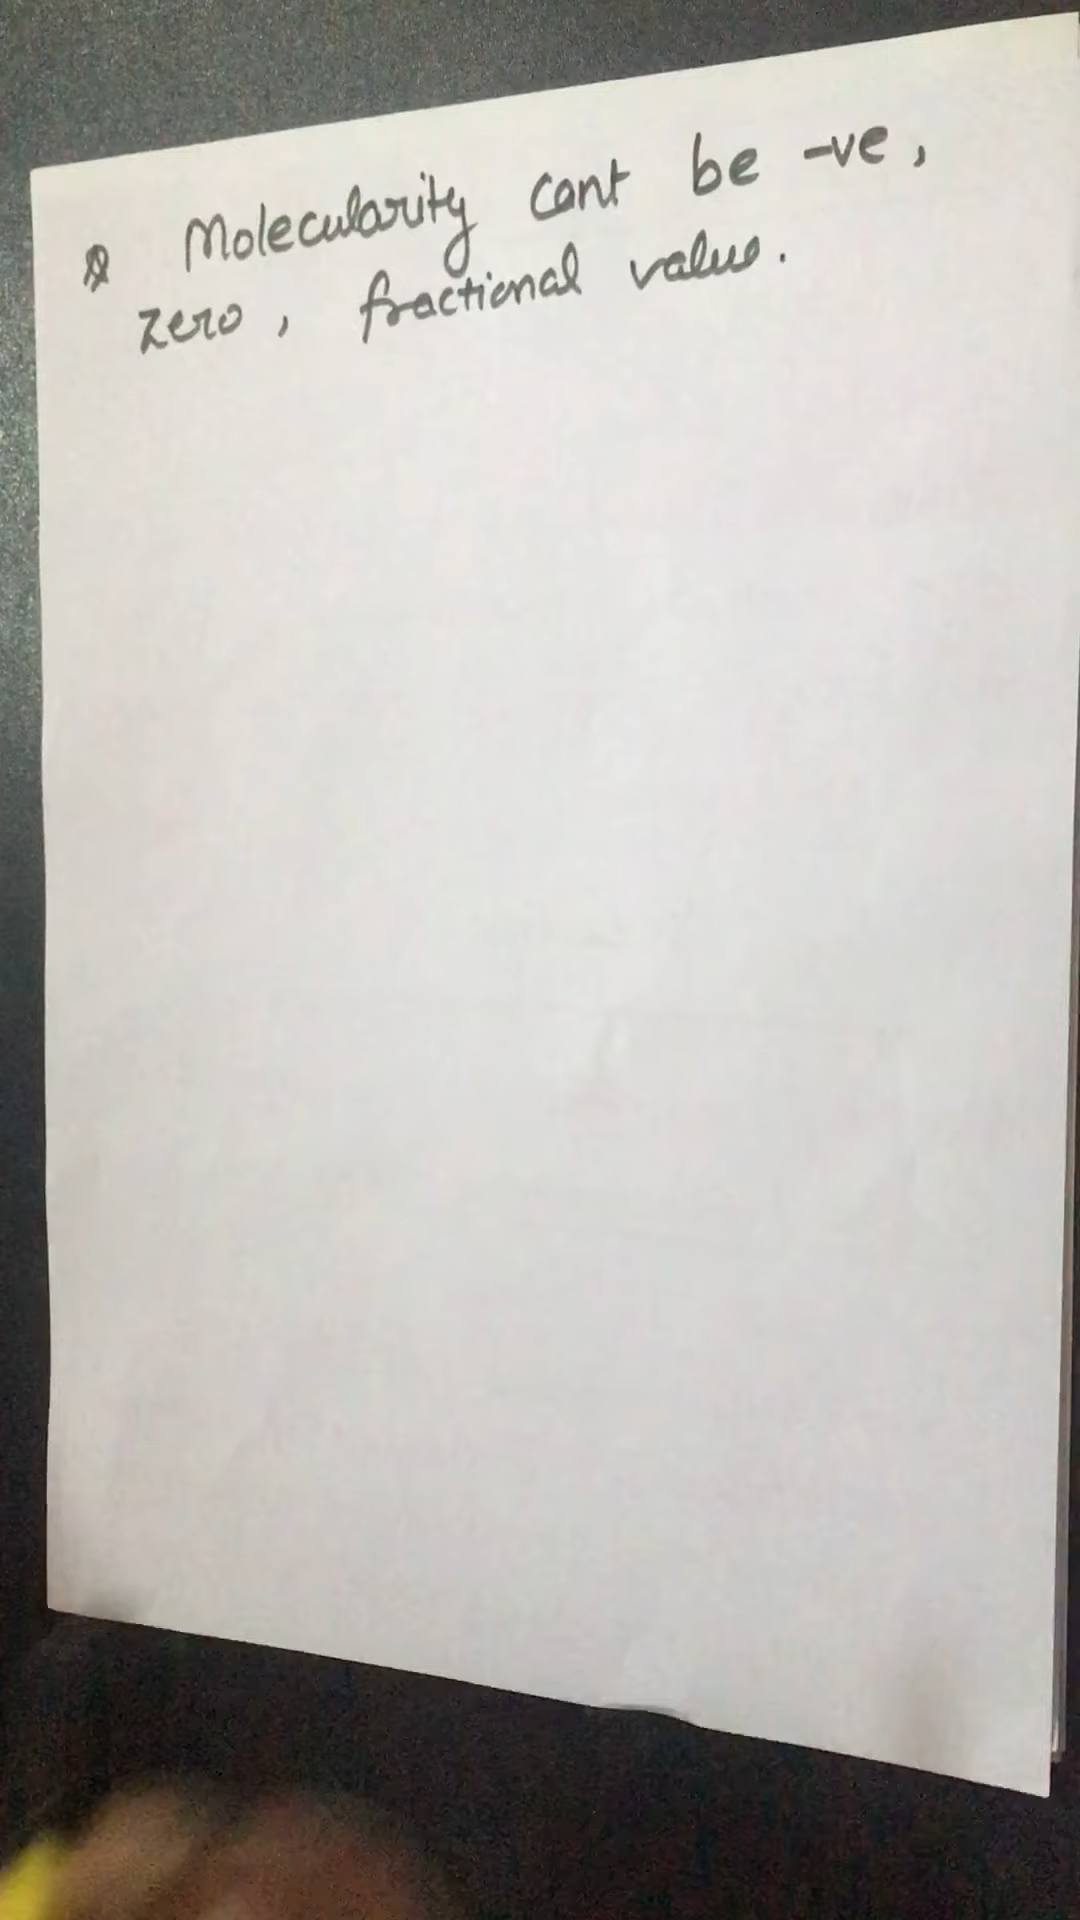 Molecularity cant be -ve,
zero, fractional value.